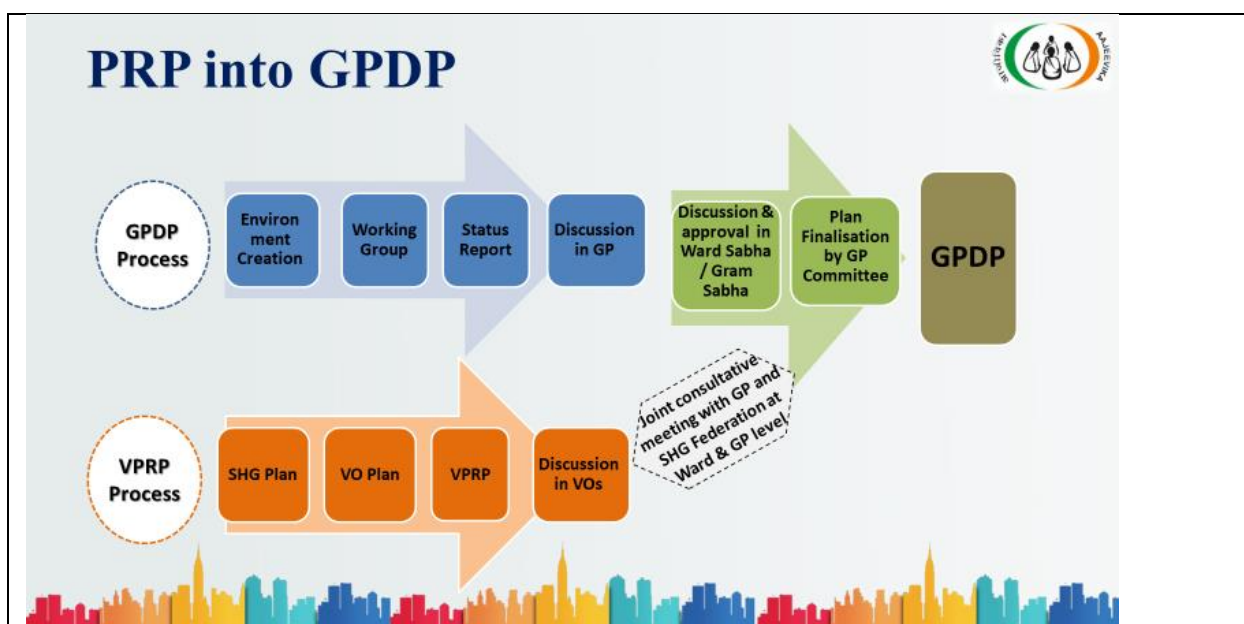 PRP into GPDP
आजीविका
AAJEEVIKA
GPDP
Process
Environ
ment
Creation
Working
Group
Status
Report
Discussion
in GP
Discussion &
approval in
Ward Sabha
/ Gram
Sabha
Plan
Finalisation
by GP
Committee
GPDP
Joint consultative
meeting with GP and
SHG Federation at
Ward & GP level
VPRP
Process
SHG Plan
VO Plan
VPRP
Discussion
in VOs